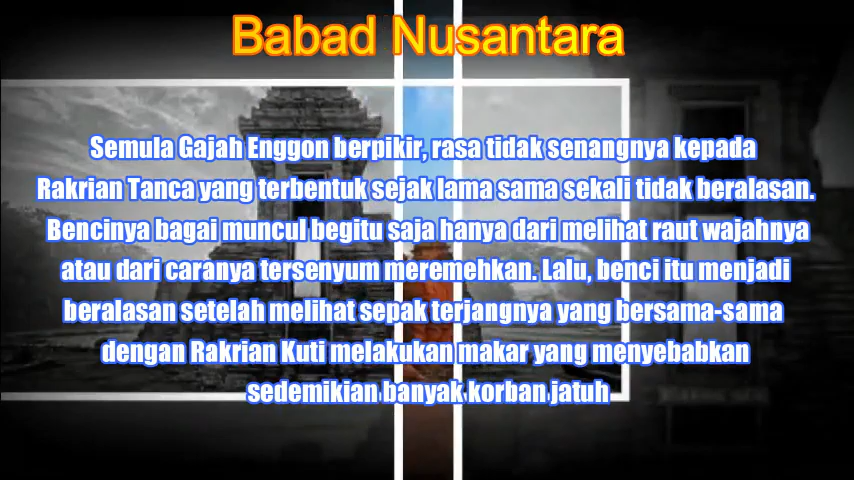 Babad Nusantara
Semula Gajah Enggon berpikir, rasa tidak senangnya kepada
Rakrian Tanca yang terbentuk sejak lama sama sekali tidak beralasan.
Bencinya bagai muncul begitu saja hanya dari melihat raut wajahnya
atau dari caranya tersenyum meremehkan. Lalu, benci itu menjadi
beralasan setelah melihat sepak terjangnya yang bersama-sama
dengan Rakrian Kuti melakukan makar yang menyebabkan
sedemikian banyak korban jatuh